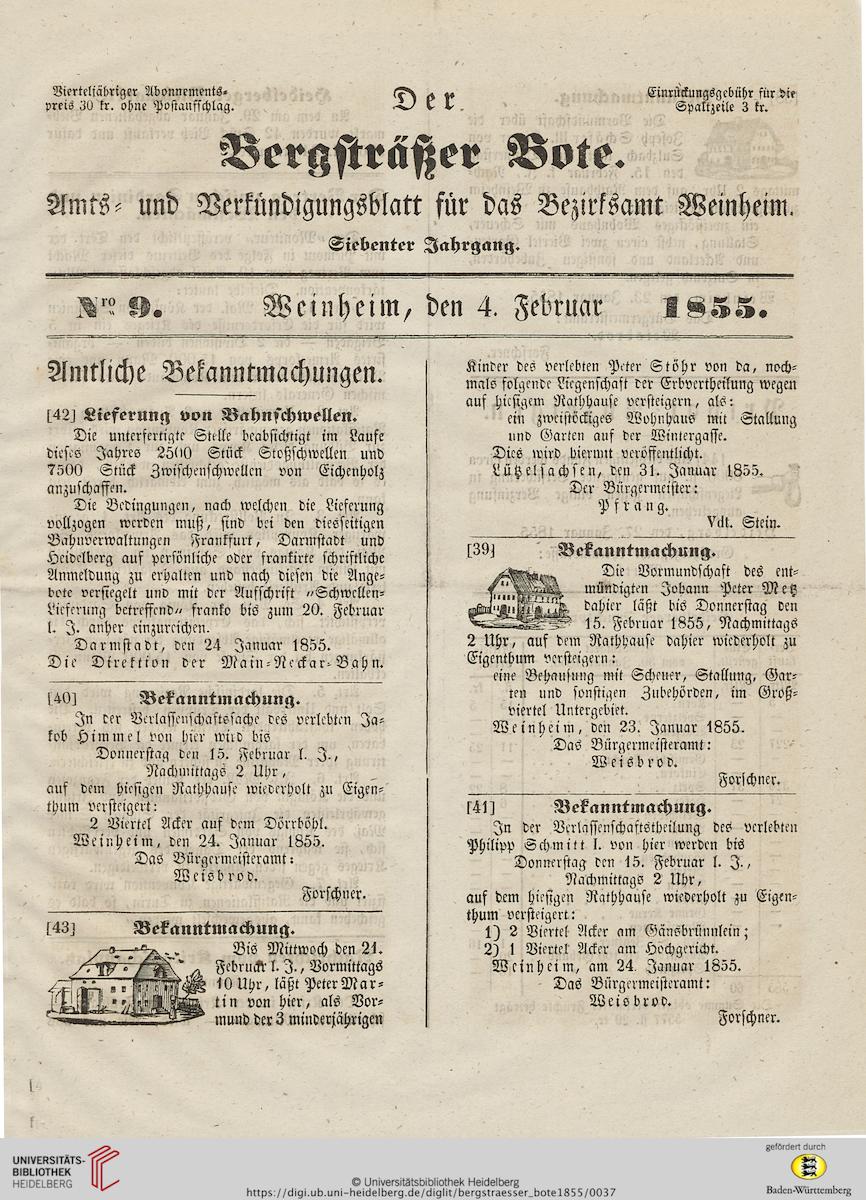 Vierteljähriger Abonnements-
preis 30 kr. ohne Postaufschlag.
Der
Einrückungsgebühr für die
Spaltzeile 3 kr.
Bergsträßer Bote.
Amts- und Verkündigungsblatt für das Bezirksamt Weinheim.
Siebenter Jahrgang.
Nro 9. Weinheim, den 4. Februar 1855.
Amtliche Bekanntmachungen.
[42] Lieferung von Bahnschwellen.
Die unterfertigte Stelle beabsichtigt im Laufe
dieses Jahres 2500 Stück Stoßschwellen und
7500 Stück Zwischenschwellen von Eichenholz
anzuschaffen.
Die Bedingungen, nach welchen die Lieferung
vollzogen werden muß, sind bei den diesseitigen
Bahnverwaltungen Frankfurt, Darmstadt und
Heidelberg auf persönliche oder frankirte schriftliche
Anmeldung zu erhalten und nach diesen die Ange-
bote versiegelt und mit der Aufschrift „Schwellen-
Lieferung betreffend„ franko bis zum 20. Februar
l. J. anher einzureichen.
Darmstadt, den 24 Januar 1855.
Die Direktion der Main-Neckar-Bahn.
[40] Bekanntmachung.
In der Verlassenschaftssache des verlebten Ja-
kob Himmel von hier wird bis
Donnerstag den 15. Februar l. J.,
Nachmittags 2 Uhr,
auf dem hiesigen Rathhause wiederholt zu Eigen-
thum versteigert:
2 Viertel Acker auf dem Dörrböhl.
Weinheim, den 24. Januar 1855.
Das Bürgermeisteramt:
Weisbrod.
Forschner.
[43] Bekanntmachung.
Bis Mittwoch den 21.
Februar l. J., Vormittags
10 Uhr, läßt Peter Mar-
tin von hier, als Vor-
mund der 3 minderjährigen
Kinder des verlebten Peter Stöhr von da, noch-
mals folgende Liegenschaft der Erbvertheilung wegen
auf hiesigem Rathhause versteigern, als:
ein zweistöckiges Wohnhaus mit Stallung
und Garten auf der Wintergasse.
Dies wird hiermit veröffentlicht.
Lützelsachsen, den 31. Januar 1855.
Der Bürgermeister:
Pfrang.
Vdt. Stein.
[39] Bekanntmachung.
Die Vormundschaft des ent-
mündigten Johann Peter Metz
dahier läßt bis Donnerstag den
15. Februar 1855, Nachmittags
2 Uhr, auf dem Rathhause dahier wiederholt zu
Eigenthum versteigern:
eine Behausung mit Scheuer, Stallung, Gar-
ten und sonstigen Zubehörden, im Groß-
viertel Untergebiet.
Weinheim, den 23. Januar 1855.
Das Bürgermeisteramt:
Weisbrod.
Forschner.
[41] Bekanntmachung.
In der Verlassenschaftstheilung des verlebten
Philipp Schmitt I. von hier werden bis
Donnerstag den 15. Februar l. J.,
Nachmittags 2 Uhr,
auf dem hiesigen Rathhause wiederholt zu Eigen-
thum versteigert:
1) 2 Viertel Acker am Gänsbrünnlein;
2) 1 Viertel Acker am Hochgericht.
Weinheim, am 24 Januar 1855.
Das Bürgermeisteramt:
Weisbrod.
Forschner.
UNIVERSITÄTS-
BIBLIOTHEK
HEIDELBERG
© Universitätsbibliothek Heidelberg
https://digi.ub.uni-heidelberg.de/diglit/bergstraesser_bote1855/0037
gefördert durch
Baden-Württemberg